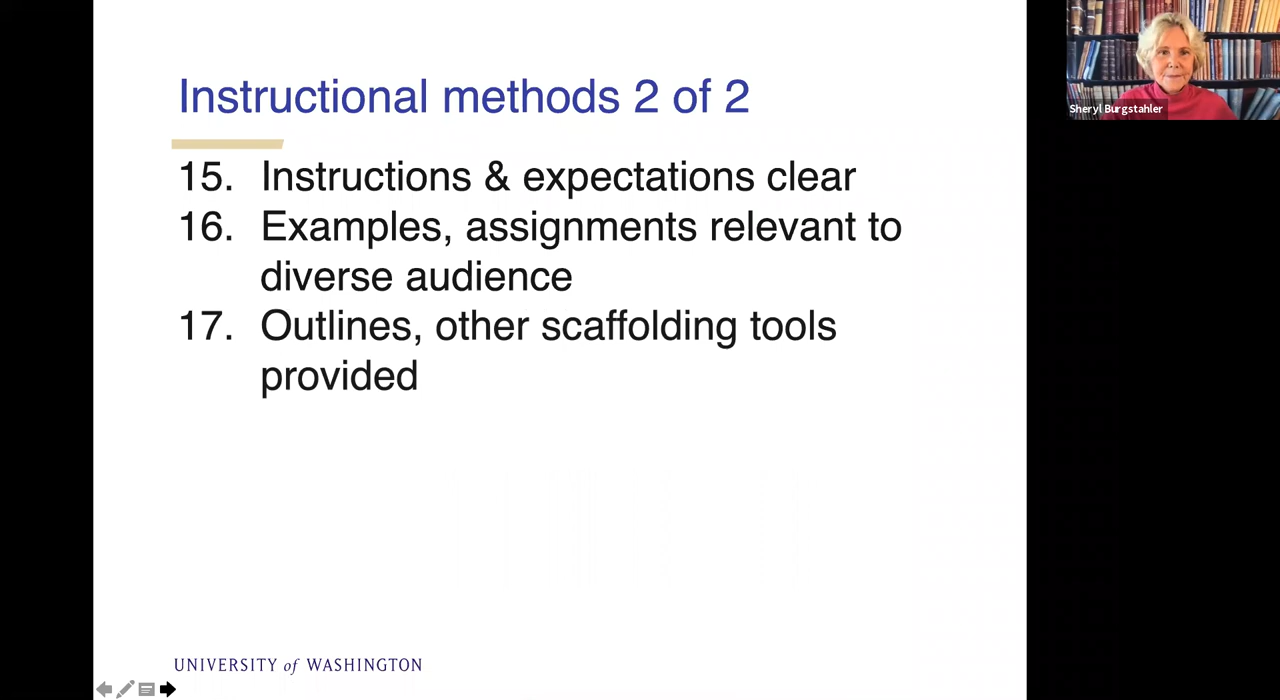 Instructional methods 2 of 2
15. Instructions & expectations clear
16. Examples, assignments relevant to
diverse audience
17. Outlines, other scaffolding tools
provided
UNIVERSITY of WASHINGTON
Sheryl Burgstahler